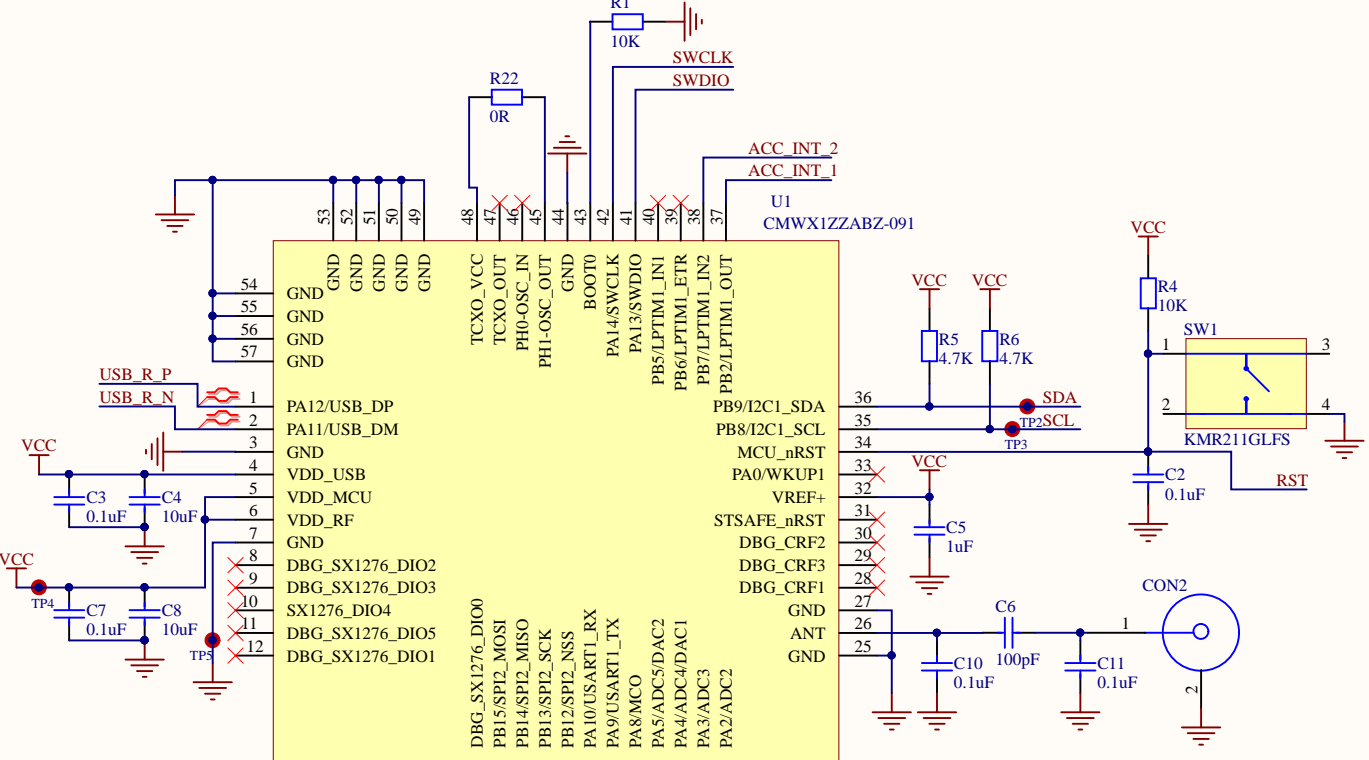 R1
10K
SWCLK
SWDIO
R22
0R
ACC_INT_2
ACC_INT_1
U1
CMWX1ZZABZ-091
53
52
51
50
49
48
47
46
45
44
43
42
41
40
39
38
37
GND
GND
GND
GND
GND
TCXO_VCC
TCXO_OUT
PH0-OSC_IN
PH1-OSC_OUT
GND
BOOT0
PA14/SWCLK
PA13/SWDIO
PB5/LPTIM1_IN1
PB6/LPTIM1_ETR
PB7/LPTIM1_IN2
PB2/LPTIM1_OUT
54 GND
55 GND
56 GND
57 GND
USB_R_P
USB_R_N
1 PA12/USB_DP
2 PA11/USB_DM
3 GND
4 VDD_USB
5 VDD_MCU
6 VDD_RF
7 GND
8 DBG_SX1276_DIO2
9 DBG_SX1276_DIO3
10 SX1276_DIO4
11 DBG_SX1276_DIO5
12 DBG_SX1276_DIO1
VCC
C3
0.1uF
C4
10uF
VCC
TP4
C7
0.1uF
C8
10uF
TP5
DBG_SX1276_DIO0
PB15/SPI2_MOSI
PB14/SPI2_MISO
PB13/SPI2_SCK
PB12/SPI2_NSS
PA10/USART1_RX
PA9/USART1_TX
PA8/MCO
PA5/ADC5/DAC2
PA4/ADC4/DAC1
PA3/ADC3
PA2/ADC2
PB9/I2C1_SDA 36
PB8/I2C1_SCL 35
MCU_nRST 34
PA0/WKUP1 33
VREF+ 32
STSAFE_nRST 31
DBG_CRF2 30
DBG_CRF3 29
DBG_CRF1 28
GND 27
ANT 26
GND 25
VCC
R5
4.7K
VCC
R6
4.7K
SDA
TP2
SCL
TP3
VCC
C5
1uF
VCC
R4
10K
SW1
1
3
2
4
KMR211GLFS
C2
0.1uF
RST
C6
100pF
C10
0.1uF
C11
0.1uF
CON2
1
2